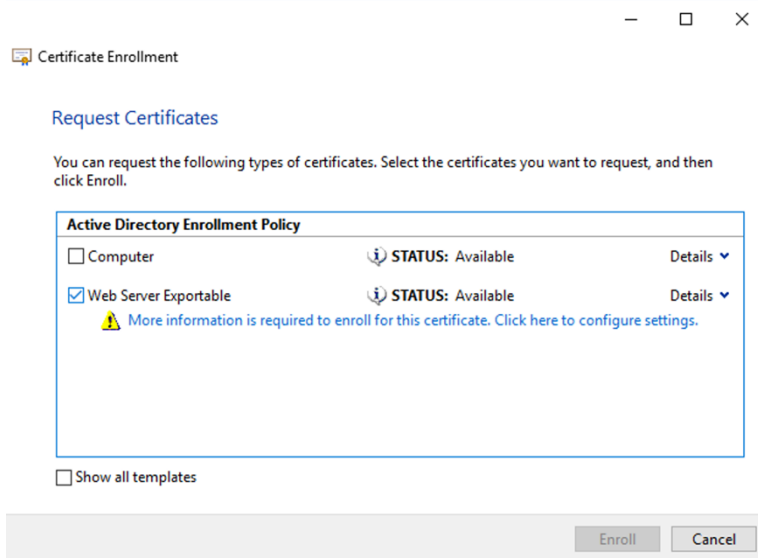 Certificate Enrollment
Request Certificates
You can request the following types of certificates. Select the certificates you want to request, and then
click Enroll.
Active Directory Enrollment Policy
Computer STATUS: Available Details
Web Server Exportable STATUS: Available Details
More information is required to enroll for this certificate. Click here to configure settings.
Show all templates
Enroll Cancel